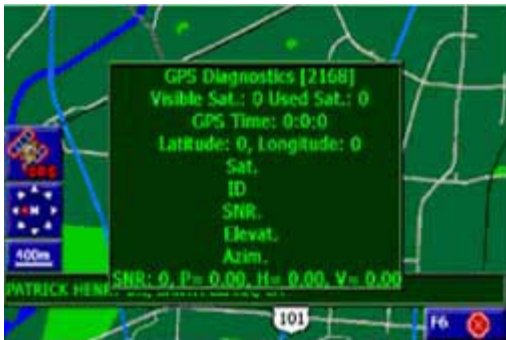 GPS Diagnostics [2168]
Visible Sat.: 0 Used Sat.: 0
GPS Time: 0:0:0
Latitude: 0, Longitude: 0
Sat.
ID
SNR.
Elevat.
Azim.
SNR: 0, P= 0.00, H= 0.00, V= 0.00
GPS
N
400m
PATRICK
101
F6